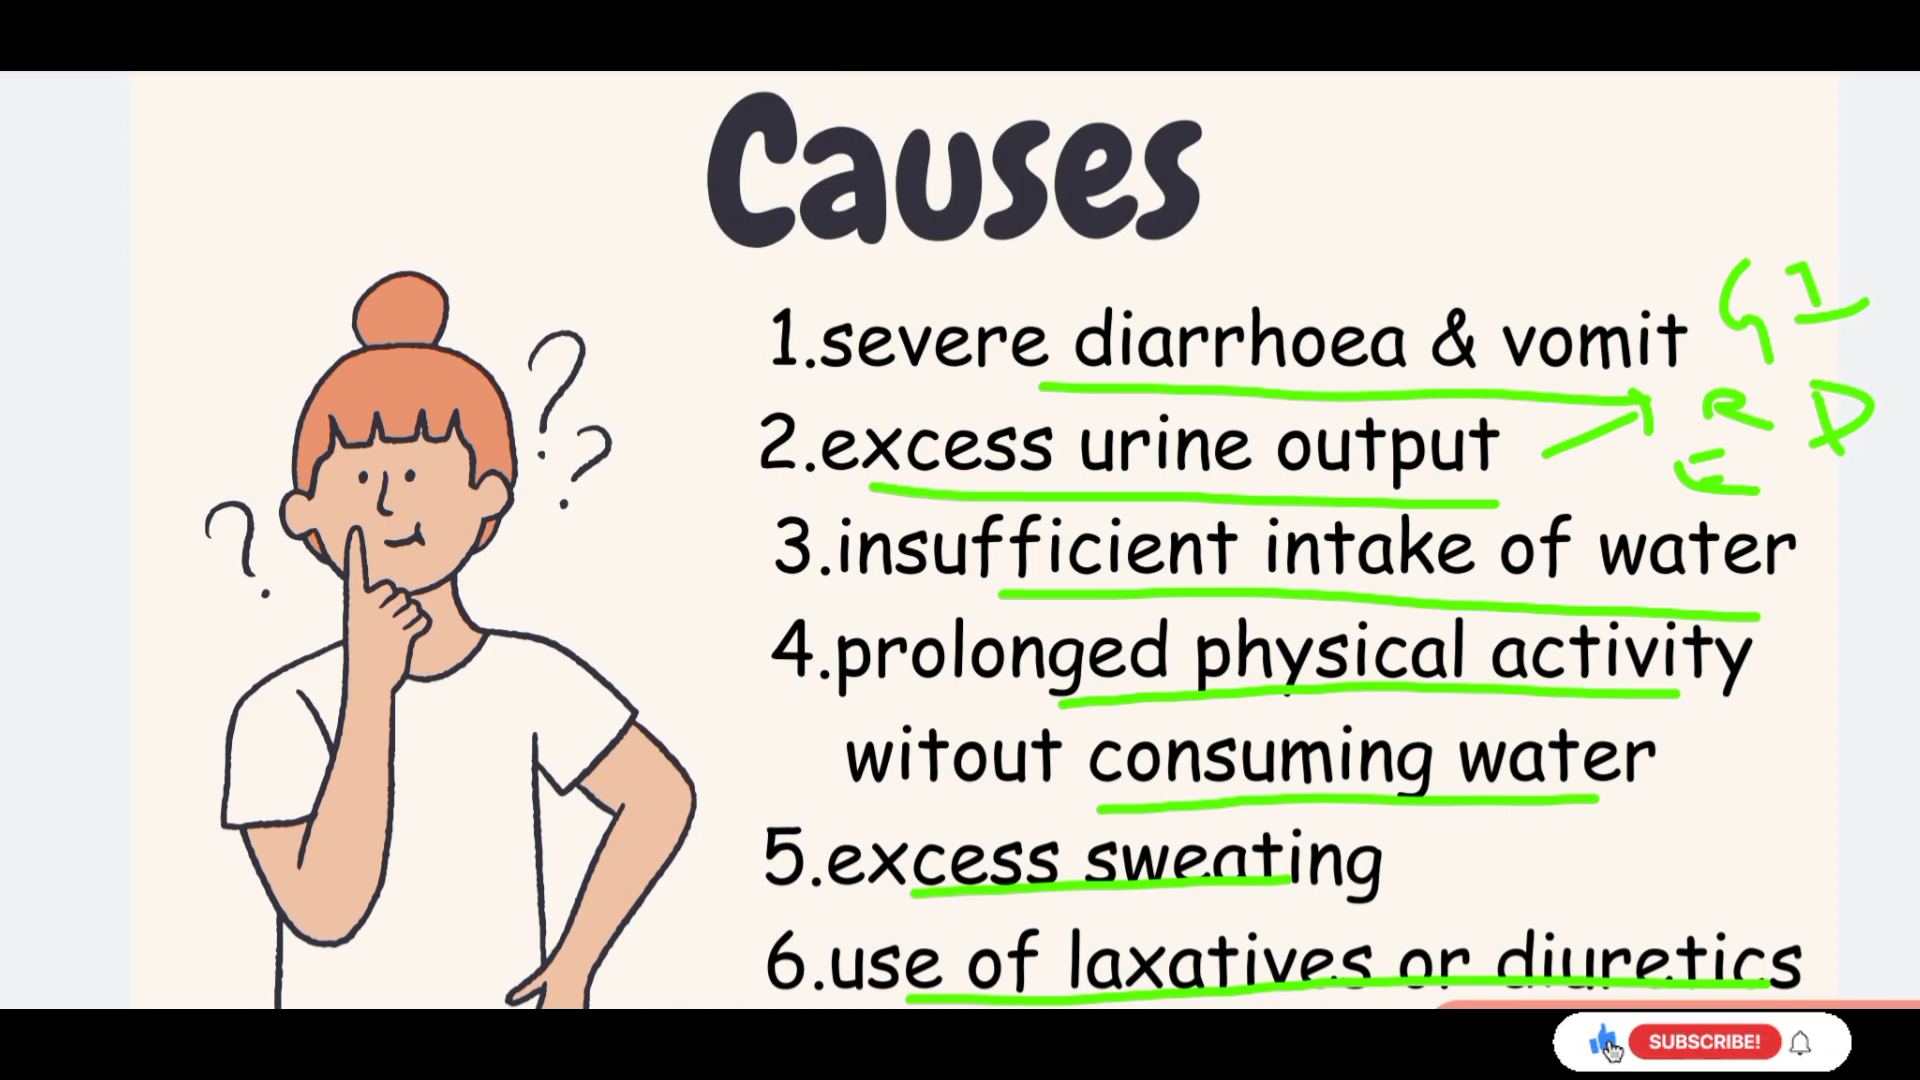 Causes
1.severe diarrhoea & vomit
GI
2.excess urine output
R D
E
3.insufficient intake of water
4.prolonged physical activity
witout consuming water
5.excess sweating
6.use of laxatives or diuretics
SUBSCRIBE!